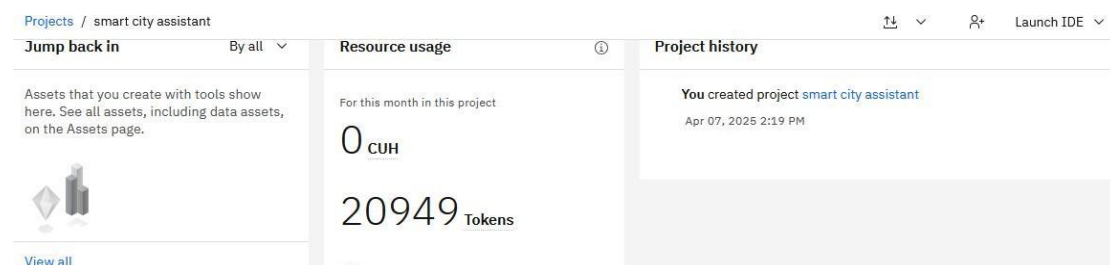 Projects / smart city assistant
Launch IDE
Jump back in
By all
Resource usage
Project history
Assets that you create with tools show
here. See all assets, including data assets,
on the Assets page.
View all
For this month in this project
0 CUH
20949 Tokens
You created project smart city assistant
Apr 07, 2025 2:19 PM